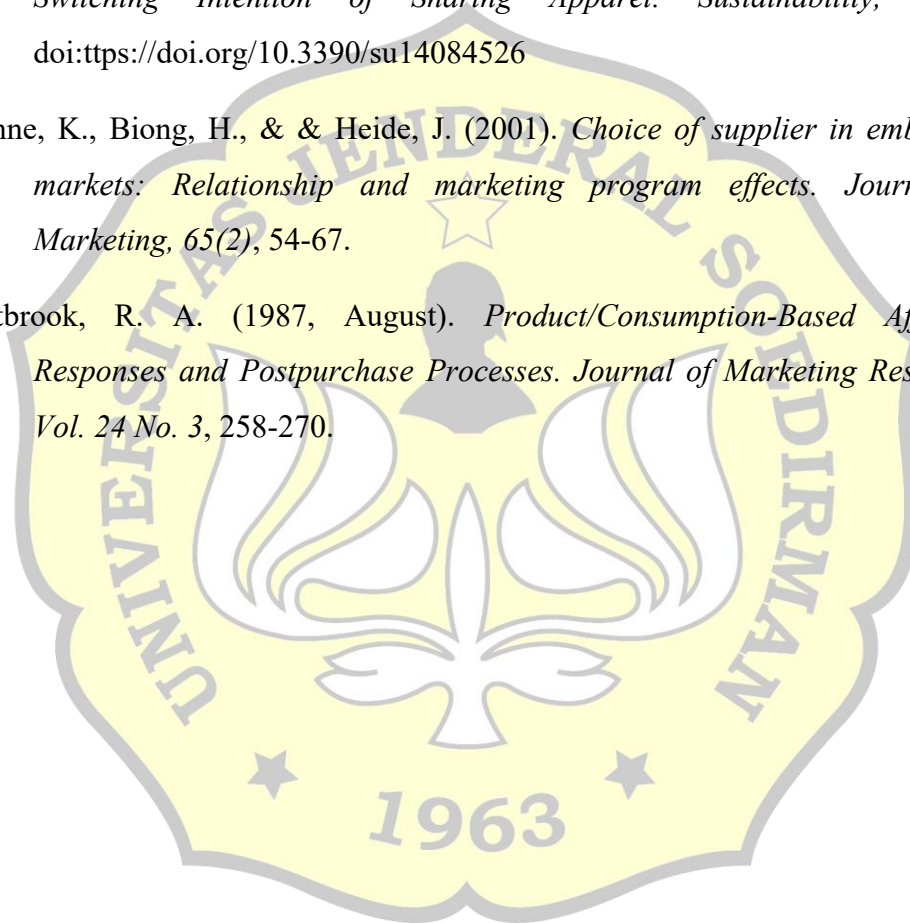 Switching Intention of Sharing Apparel. Sustainability,
doi:ttps://doi.org/10.3390/su14084526
nne, K., Biong, H., & & Heide, J. (2001). Choice of supplier in emb
markets: Relationship and marketing program effects. Journ
Marketing, 65(2), 54-67.
tbrook, R. A. (1987, August). Product/Consumption-Based Af
Responses and Postpurchase Processes. Journal of Marketing Res
Vol. 24 No. 3, 258-270.
UNIVERSITAS JENDERAL SOEDIRMAN
1963